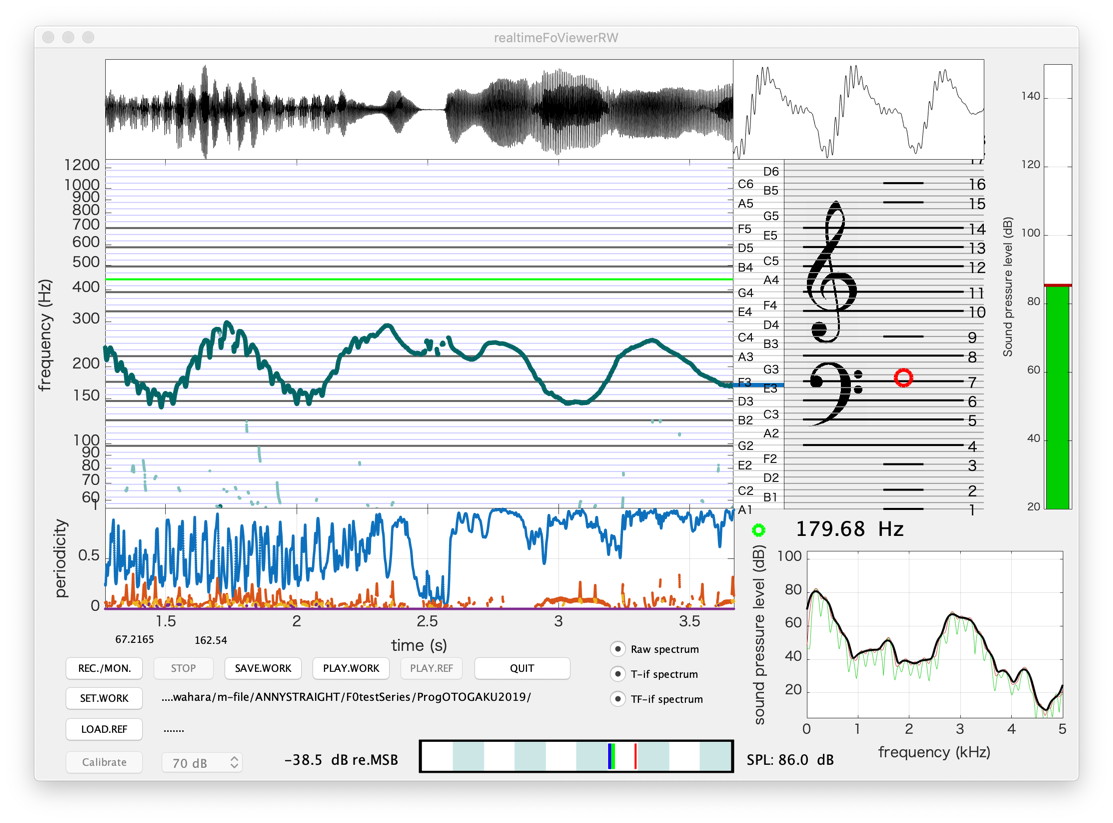 realtimeFoViewerRW
1200
1000
900
800
700
600
500
400
300
200
150
100
90
80
70
60
frequency (Hz)
D6
C6
B5
A5
G5
F5
E5
D5
C5
B4
A4
G4
F4
E4
D4
C4
B3
A3
G3
F3
E3
D3
C3
B2
A2
G2
F2
E2
D2
C2
B1
A1
17
16
15
14
13
12
11
10
9
8
7
6
5
4
3
2
1
140
120
100
80
60
40
20
Sound pressure level (dB)
1
0.5
0
periodicity
1.5 2 2.5 3 3.5
time (s)
67.2165 162.54
179.68 Hz
100
80
60
40
20
sound pressure level (dB)
0 1 2 3 4 5
frequency (kHz)
Raw spectrum
T-if spectrum
TF-if spectrum
REC./MON. STOP SAVE.WORK PLAY.WORK PLAY.REF QUIT
SET.WORK ....wahara/m-file/ANNYSTRAIGHT/F0testSeries/ProgOTOGAKU2019/
LOAD.REF .......
Calibrate 70 dB −38.5 dB re.MSB SPL: 86.0 dB